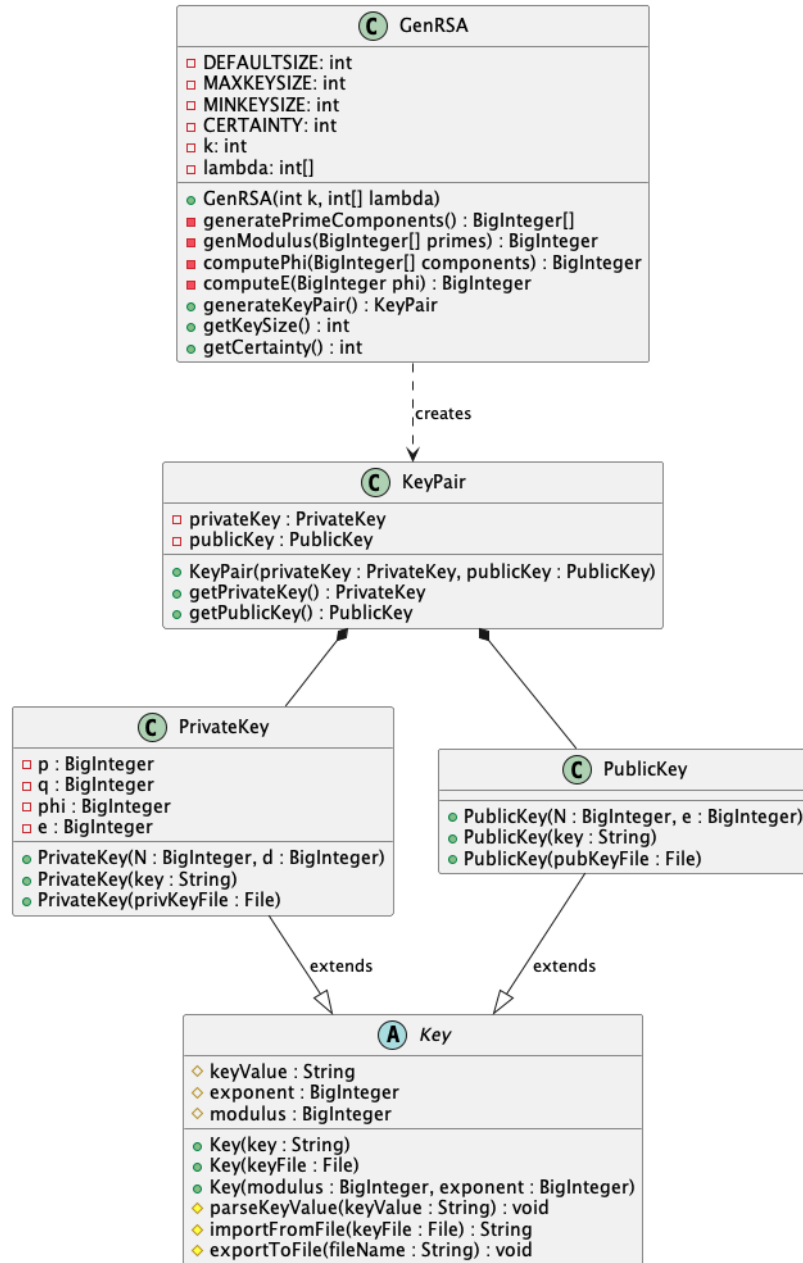 C GenRSA
DEFAULTSIZE: int
MAXKEYSIZE: int
MINKEYSIZE: int
CERTAINTY: int
k: int
lambda: int[]
GenRSA(int k, int[] lambda)
generatePrimeComponents() : BigInteger[]
genModulus(BigInteger[] primes) : BigInteger
computePhi(BigInteger[] components) : BigInteger
computeE(BigInteger phi) : BigInteger
generateKeyPair() : KeyPair
getKeySize() : int
getCertainty() : int
creates
C KeyPair
privateKey : PrivateKey
publicKey : PublicKey
KeyPair(privateKey : PrivateKey, publicKey : PublicKey)
getPrivateKey() : PrivateKey
getPublicKey() : PublicKey
C PrivateKey
p : BigInteger
q : BigInteger
phi : BigInteger
e : BigInteger
PrivateKey(N : BigInteger, d : BigInteger)
PrivateKey(key : String)
PrivateKey(privKeyFile : File)
C PublicKey
PublicKey(N : BigInteger, e : BigInteger)
PublicKey(key : String)
PublicKey(pubKeyFile : File)
extends
extends
A Key
keyValue : String
exponent : BigInteger
modulus : BigInteger
Key(key : String)
Key(keyFile : File)
Key(modulus : BigInteger, exponent : BigInteger)
parseKeyValue(keyValue : String) : void
importFromFile(keyFile : File) : String
exportToFile(fileName : String) : void